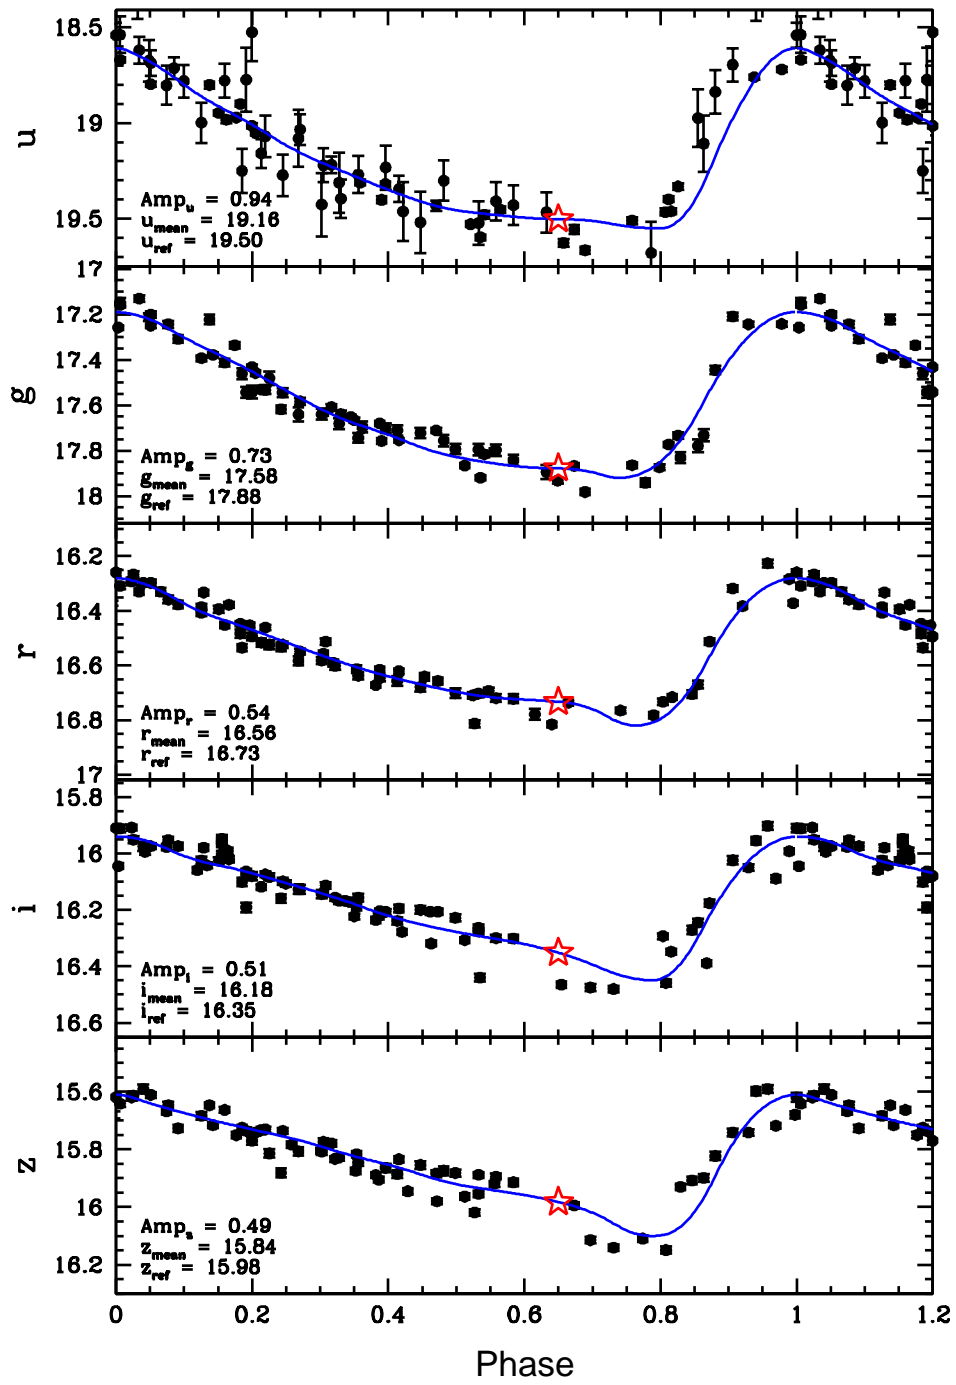 18.5
19
19.5
u
Amp_u = 0.94
u_mean = 19.16
u_ref = 19.50
17
17.2
17.4
17.6
17.8
18
g
Amp_g = 0.73
g_mean = 17.58
g_ref = 17.88
16.2
16.4
16.6
16.8
17
r
Amp_r = 0.54
r_mean = 16.56
r_ref = 16.73
15.8
16
16.2
16.4
16.6
i
Amp_i = 0.51
i_mean = 16.18
i_ref = 16.35
15.6
15.8
16
16.2
z
Amp_z = 0.49
z_mean = 15.84
z_ref = 15.98
0 0.2 0.4 0.6 0.8 1 1.2
Phase